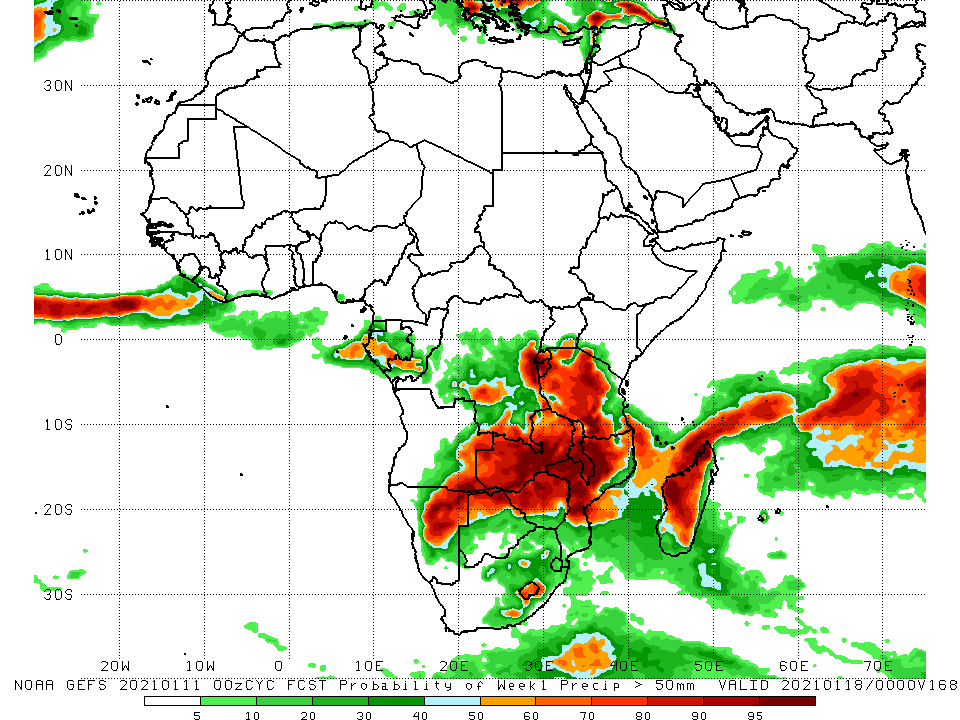 30N
20N
10N
0
10S
20S
30S
20W 10W 0 10E 20E 30E 40E 50E 60E 70E
NOAA GEFS 20210111 00zCYC FCST Probability of Week1 Precip > 50mm VALID 20210118/0000V168
5 10 20 30 40 50 60 70 80 90 95